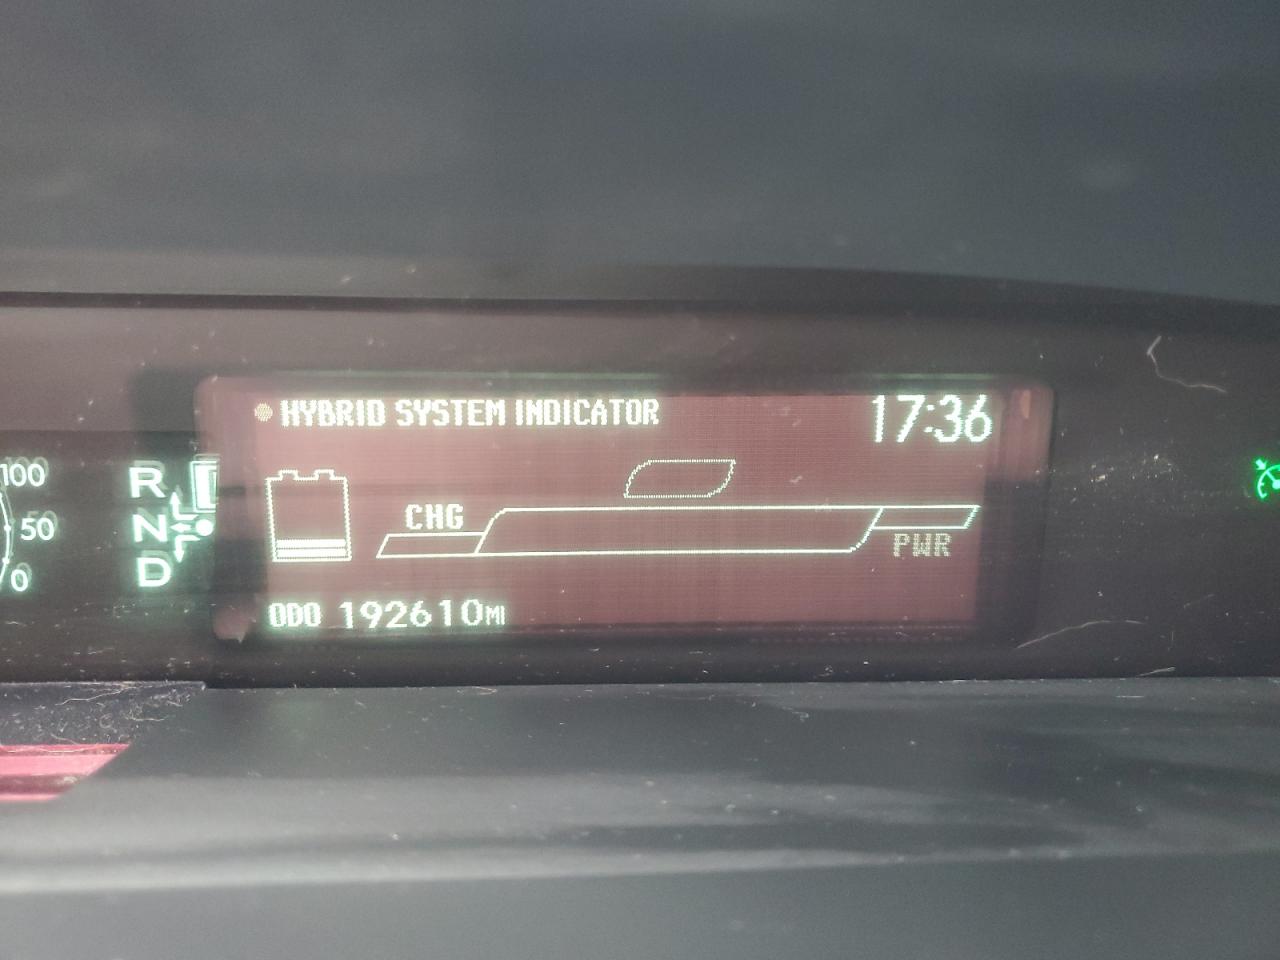 HYBRID SYSTEM INDICATOR
17:36
100
50
0
R
N
D
CHG
PWR
ODO 192610MI